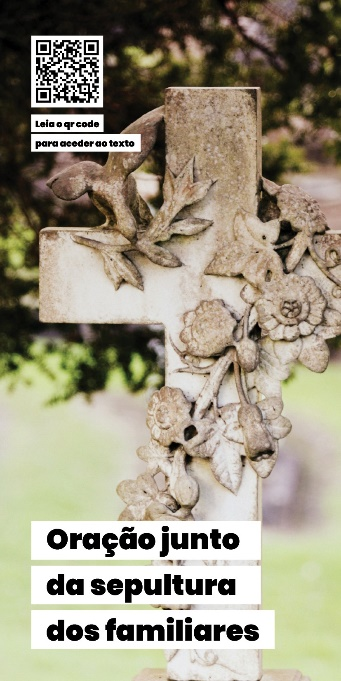 Leia o qr code
para aceder ao texto
Oração junto
da sepultura
dos familiares